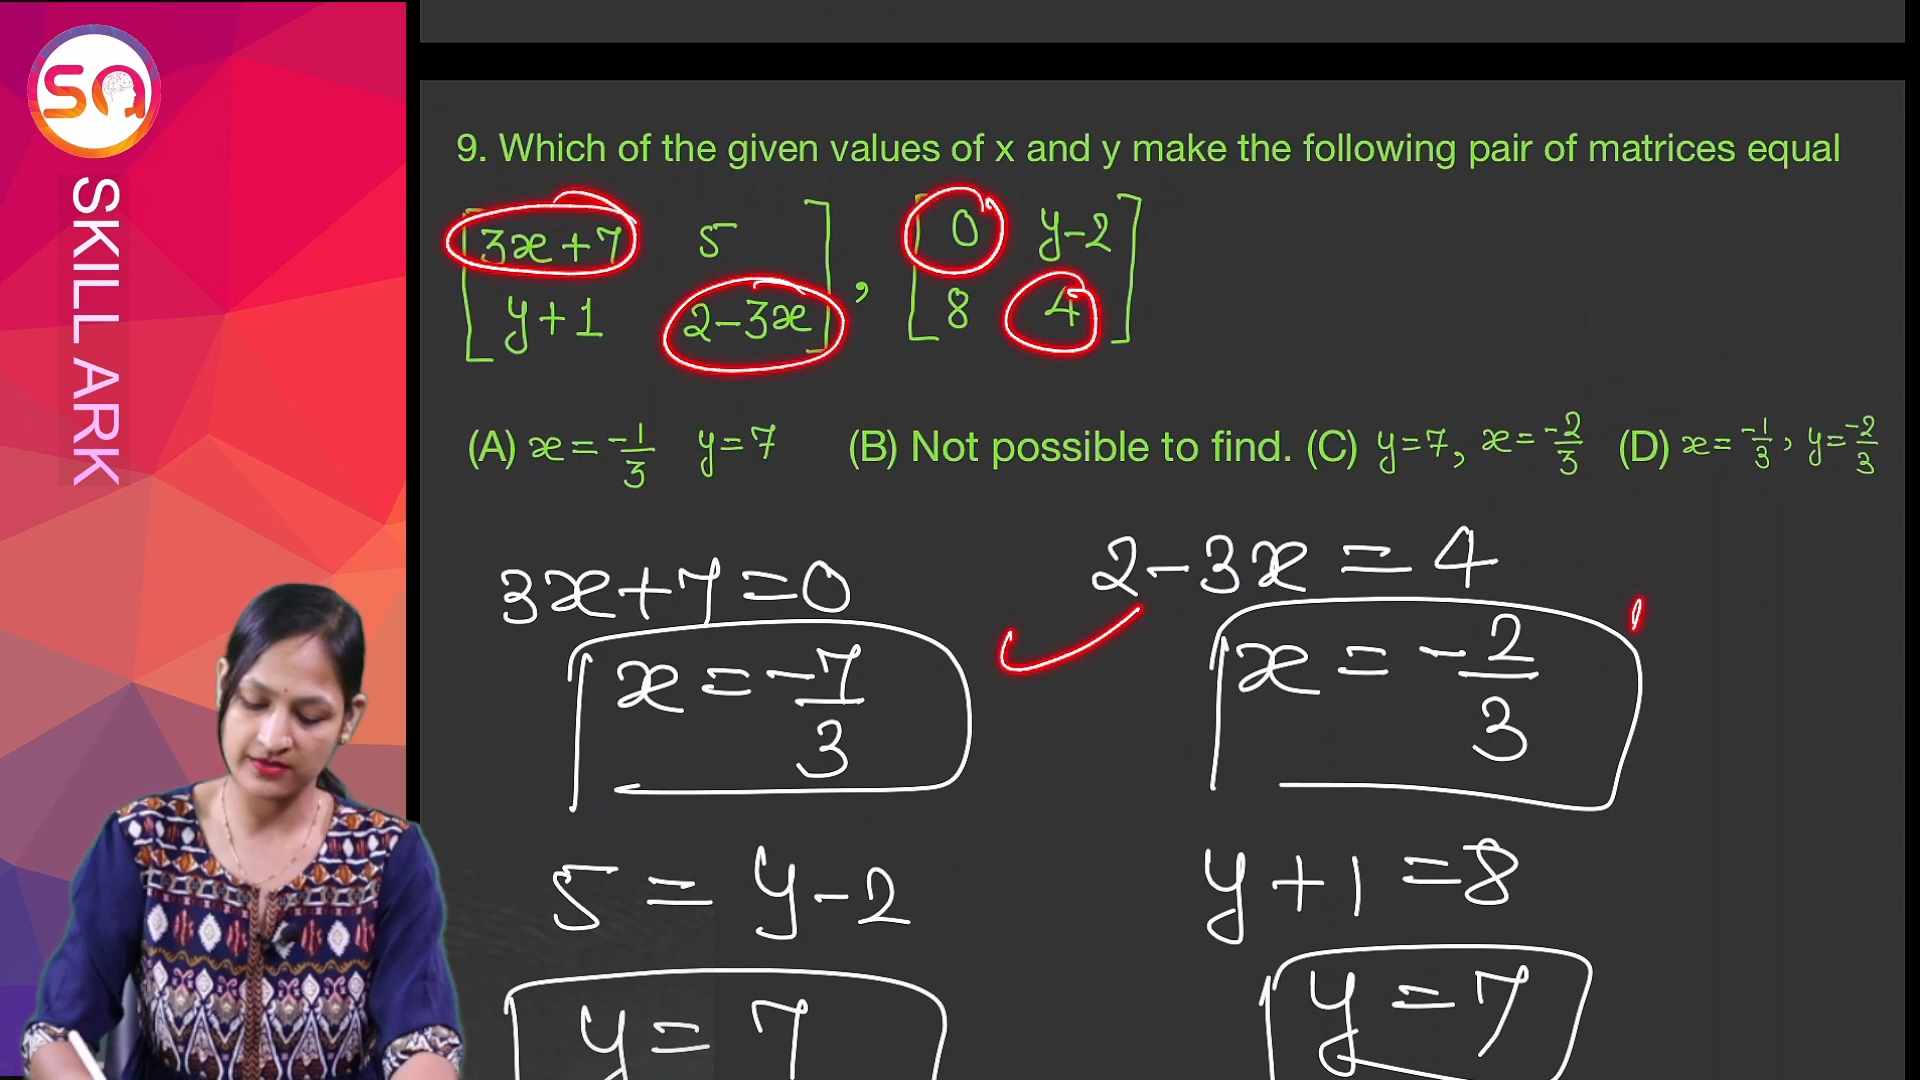 SA
SKILL ARK
9. Which of the given values of x and y make the following pair of matrices equal
[3x+7 5] , [0 y-2]
[y+1 2-3x] [8 4]
(A) x = -1/3 y=7 (B) Not possible to find. (C) y=7, x = -2/3 (D) x = -1/3, y = -2/3
3x+7=0
x = -7/3
2-3x = 4
x = -2/3
5 = y-2
y = 7
y+1=8
y = 7